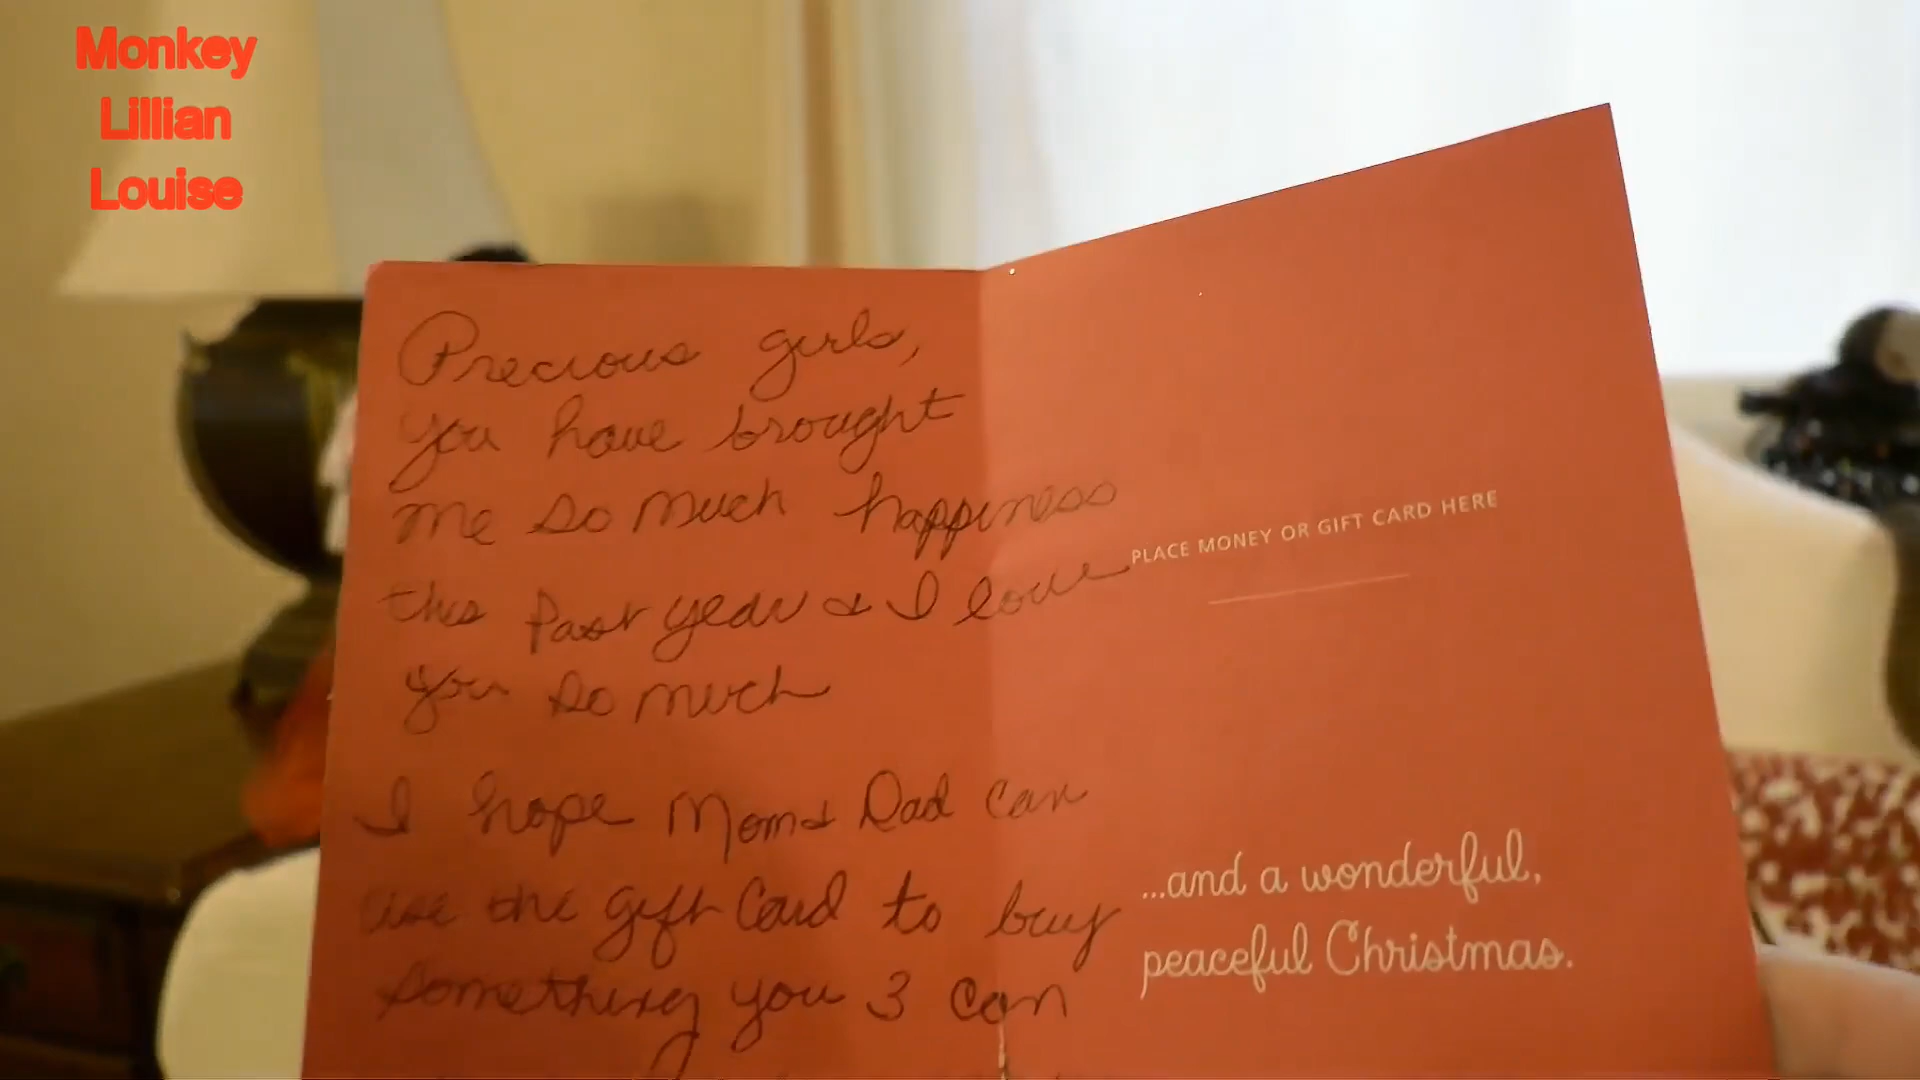 Monkey
Lillian
Louise
Precious girls,
you have brought
me so much happiness
this past year & I love
you so much
I hope Mom & Dad can
use the gift Card to buy
something you 3 can
PLACE MONEY OR GIFT CARD HERE
...and a wonderful,
peaceful Christmas.